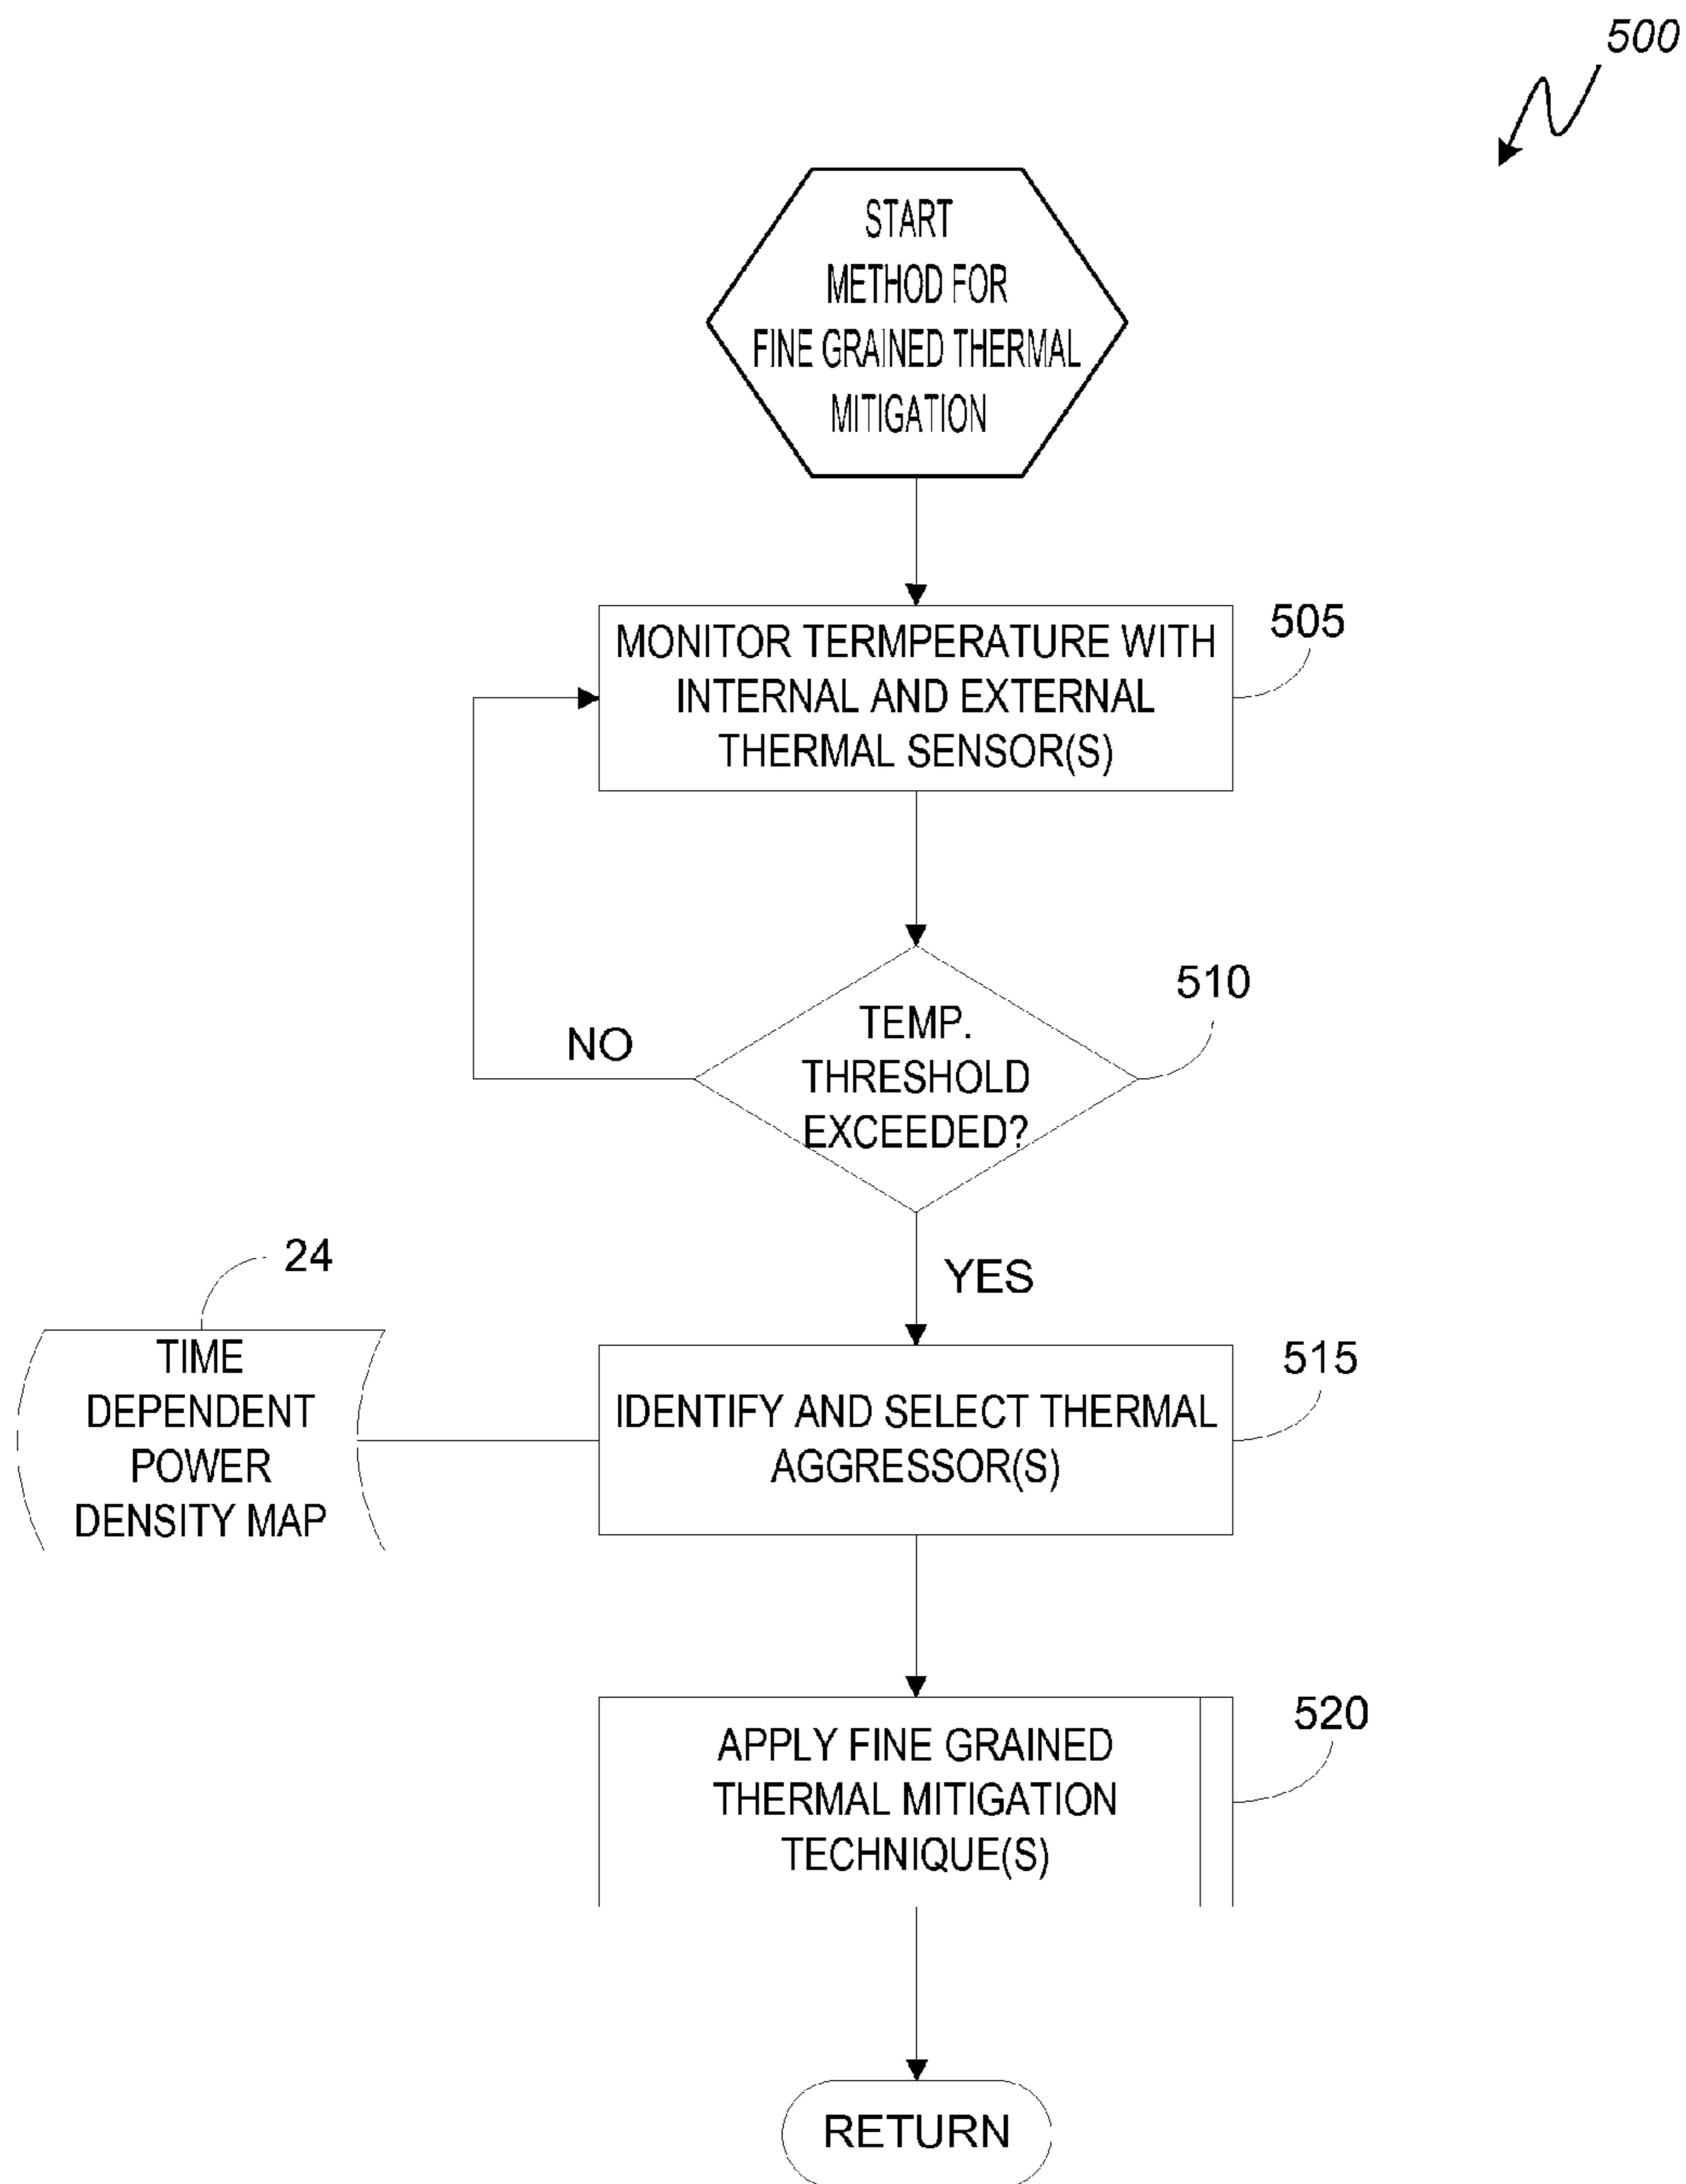 500
START
METHOD FOR
FINE GRAINED THERMAL
MITIGATION
MONITOR TERMPERATURE WITH
INTERNAL AND EXTERNAL
THERMAL SENSOR(S)
505
TEMP.
THRESHOLD
EXCEEDED?
510
NO
YES
24
TIME
DEPENDENT
POWER
DENSITY MAP
IDENTIFY AND SELECT THERMAL
AGGRESSOR(S)
515
APPLY FINE GRAINED
THERMAL MITIGATION
TECHNIQUE(S)
520
RETURN